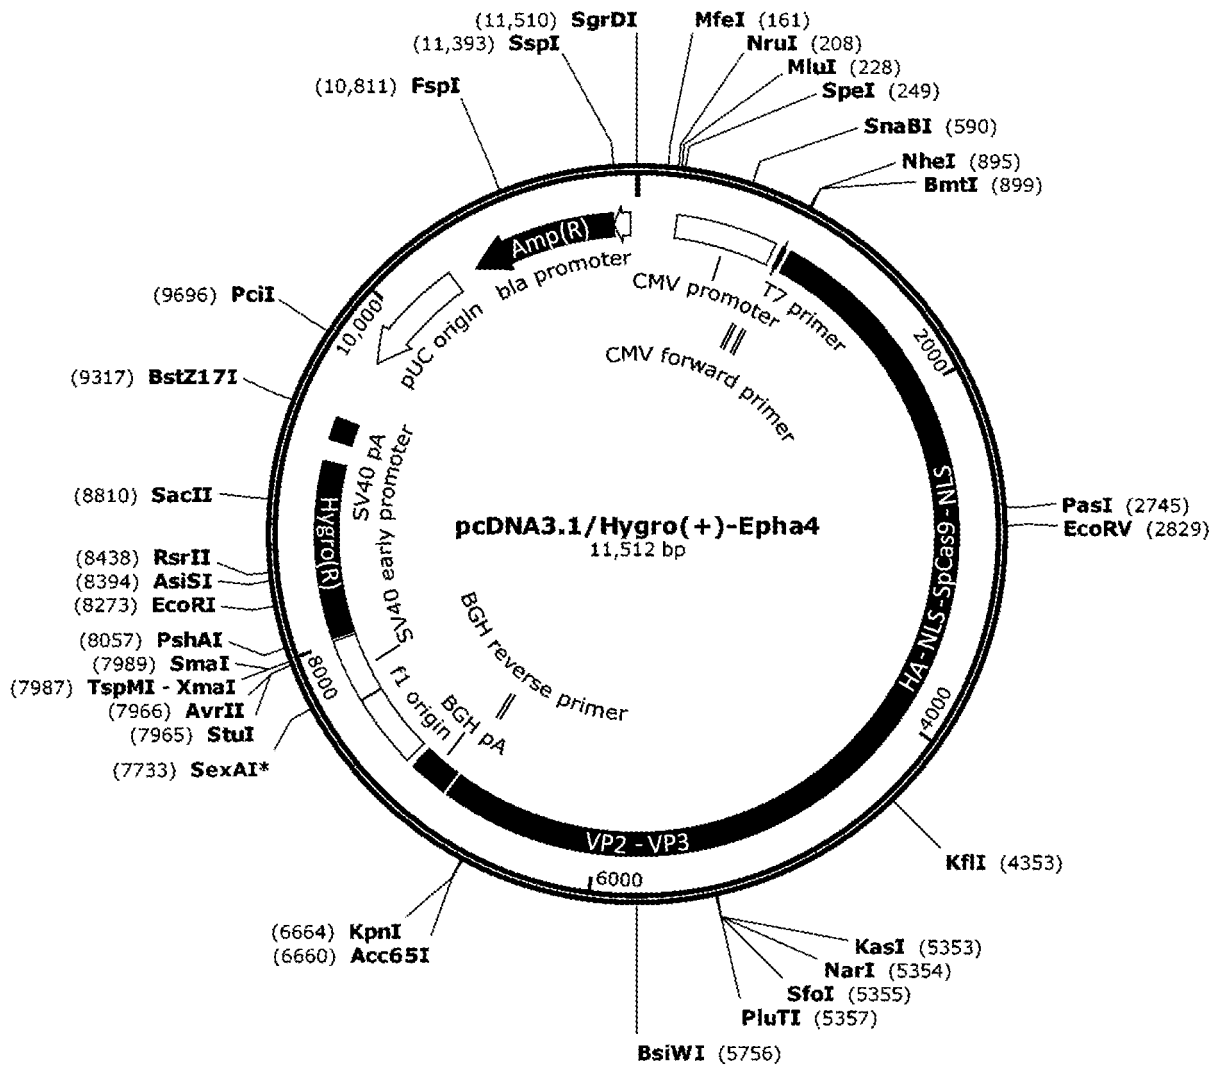 (11,510) SgrDI
(11,393) SspI
(10,811) FspI
MfeI (161)
NruI (208)
MluI (228)
SpeI (249)
SnaBI (590)
NheI (895)
BmtI (899)
(9696) PciI
(9317) BstZ17I
(8810) SacII
(8438) RsrII
(8394) AsiSI
(8273) EcoRI
(8057) PshAI
(7989) SmaI
(7987) TspMI - XmaI
(7966) AvrII
(7965) StuI
(7733) SexAI*
(6664) KpnI
(6660) Acc65I
PasI (2745)
EcoRV (2829)
KflI (4353)
KasI (5353)
NarI (5354)
SfoI (5355)
PluTI (5357)
BsiWI (5756)
Amp(R)
bla promoter
pUC origin
10,000
CMV promoter
T7 primer
CMV forward primer
2000
HA-NLS-SpCas9-NLS
4000
pcDNA3.1/Hygro(+)-Epha4
11,512 bp
SV40 pA
SV40 early promoter
Hygro(R)
8000
f1 origin
BGH pA
BGH reverse primer
VP2 - VP3
6000